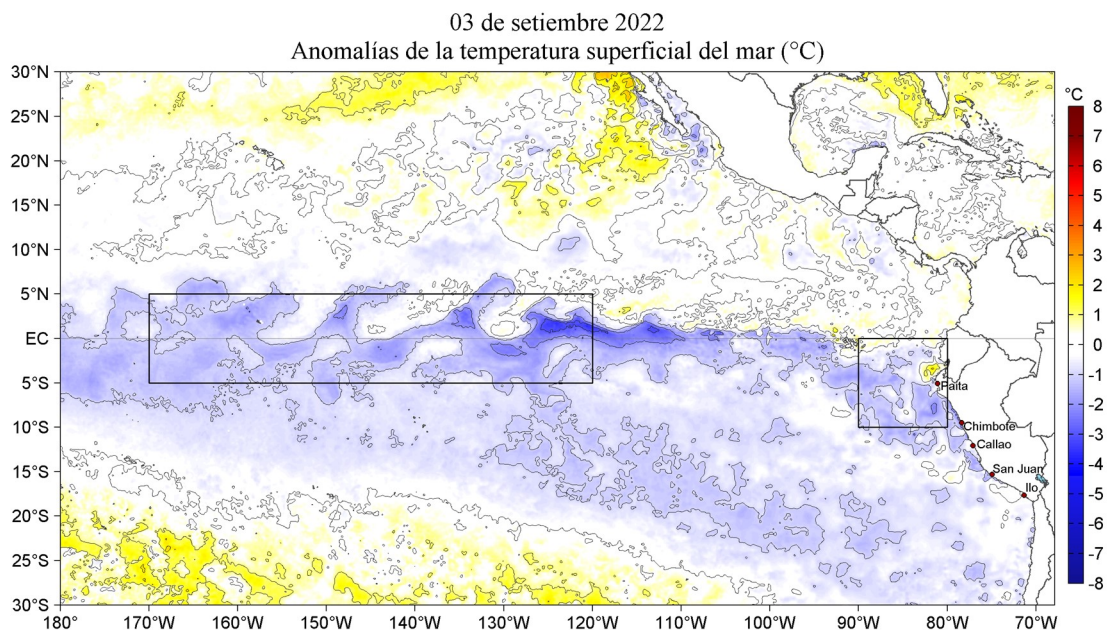 03 de setiembre 2022
Anomalías de la temperatura superficial del mar (°C)
30°N
25°N
20°N
15°N
10°N
5°N
EC
5°S
10°S
15°S
20°S
25°S
30°S
180
170°W
160°W
150°W
140°W
130°W
120°W
110°W
100°W
90°W
80°W
70°W
Paita
Chimbote
Callao
San Juan
Ilo
°C
8
7
6
5
4
3
2
1
0
-1
-2
-3
-4
-5
-6
-7
-8